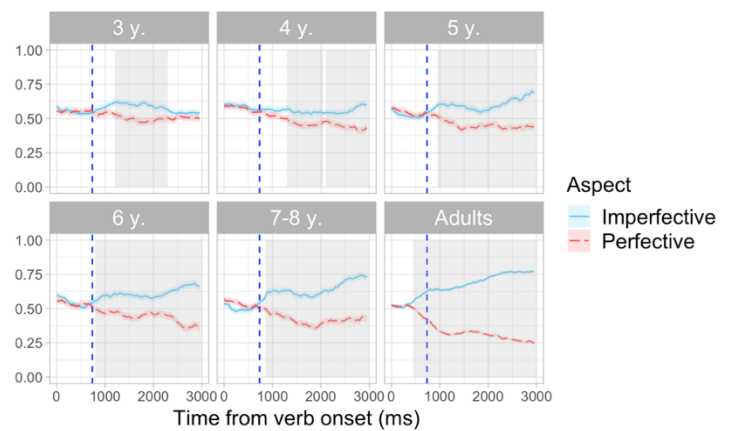 3 y. 4 y. 5 y.
1.00
0.75
0.50
0.25
0.00
6 y. 7-8 y. Adults
1.00
0.75
0.50
0.25
0.00
0 1000 2000 3000 0 1000 2000 3000 0 1000 2000 3000
Time from verb onset (ms)
Aspect
Imperfective
Perfective